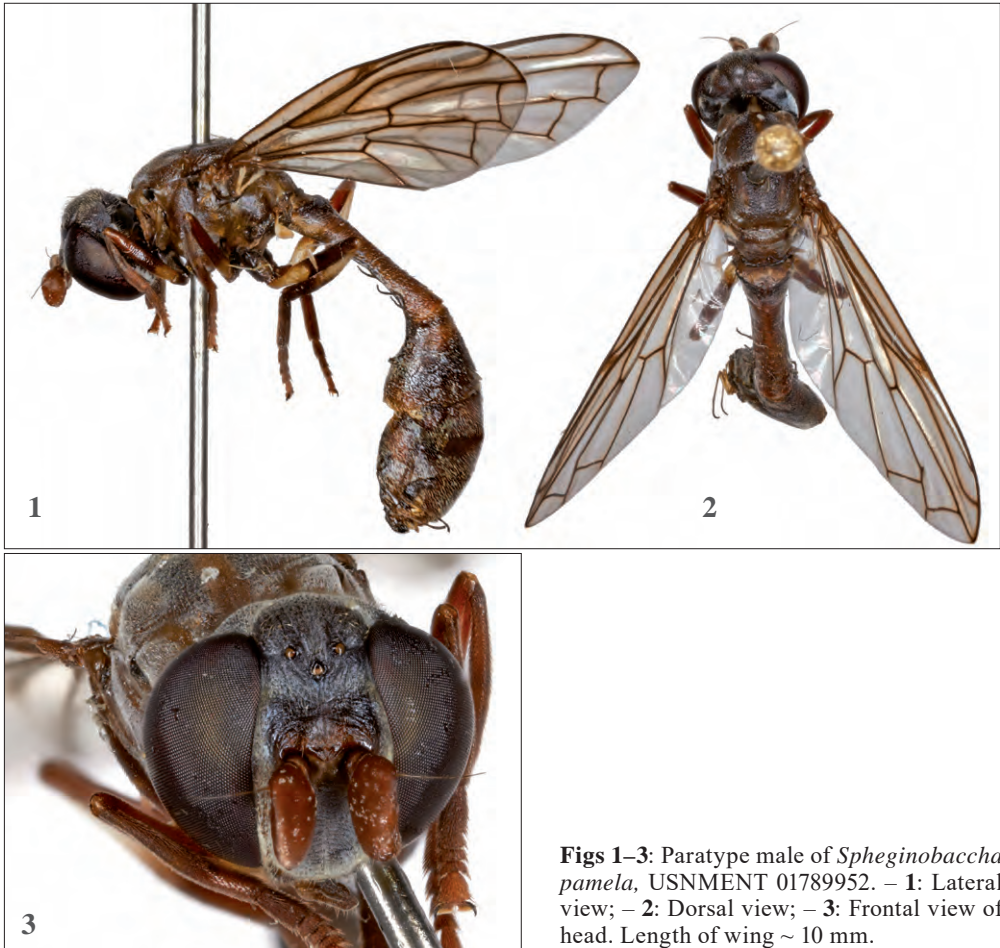 1
2
3
Figs 1–3: Paratype male of Spheginobaccha
pamela, USNMENT 01789952. – 1: Lateral
view; – 2: Dorsal view; – 3: Frontal view of
head. Length of wing ~ 10 mm.